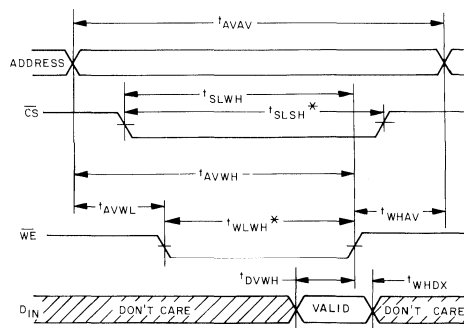 tAVAV
ADDRESS
tSLWH
tSLSH*
CS
tAVWH
tAVWL
tWLWH*
tWHAV
WE
tDVWH
tWHDX
DIN
DON'T CARE
VALID
DON'T CARE